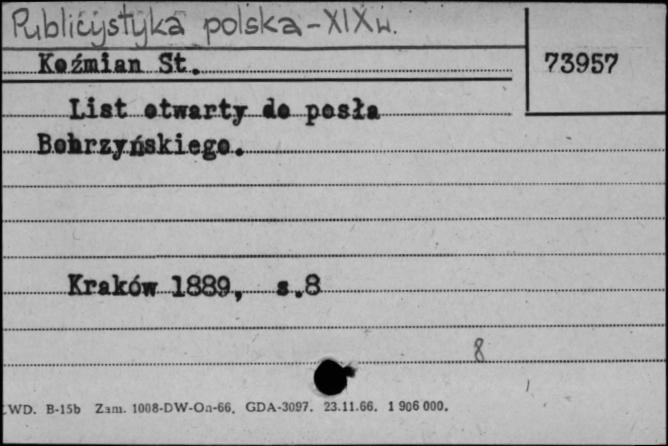 Publicystyka polska - XIX w.
Koźmian St.
73957
List otwarty do posła
Bobrzyńskiego.
Kraków 1889, s.8
8
WD. B-15b Zam. 1008-DW-On-66. GDA-3097. 23.11.66. 1 906 000.